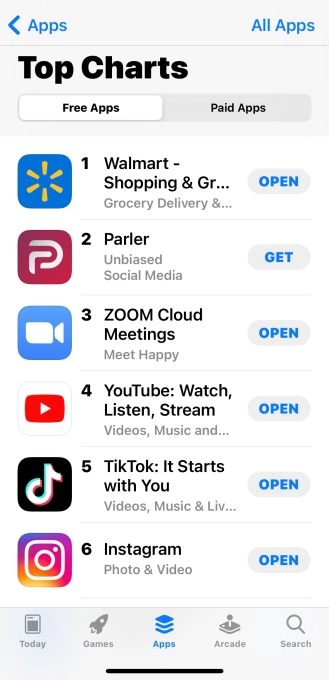 Apps
All Apps
Top Charts
Free Apps
Paid Apps
1
Walmart -
Shopping & Gr...
Grocery Delivery &...
OPEN
2
Parler
Unbiased
Social Media
GET
3
ZOOM Cloud
Meetings
Meet Happy
OPEN
4
YouTube: Watch,
Listen, Stream
Videos, Music and...
OPEN
5
TikTok: It Starts
with You
Videos, Music & Liv...
OPEN
6
Instagram
Photo & Video
OPEN
Today
Games
Apps
Arcade
Search